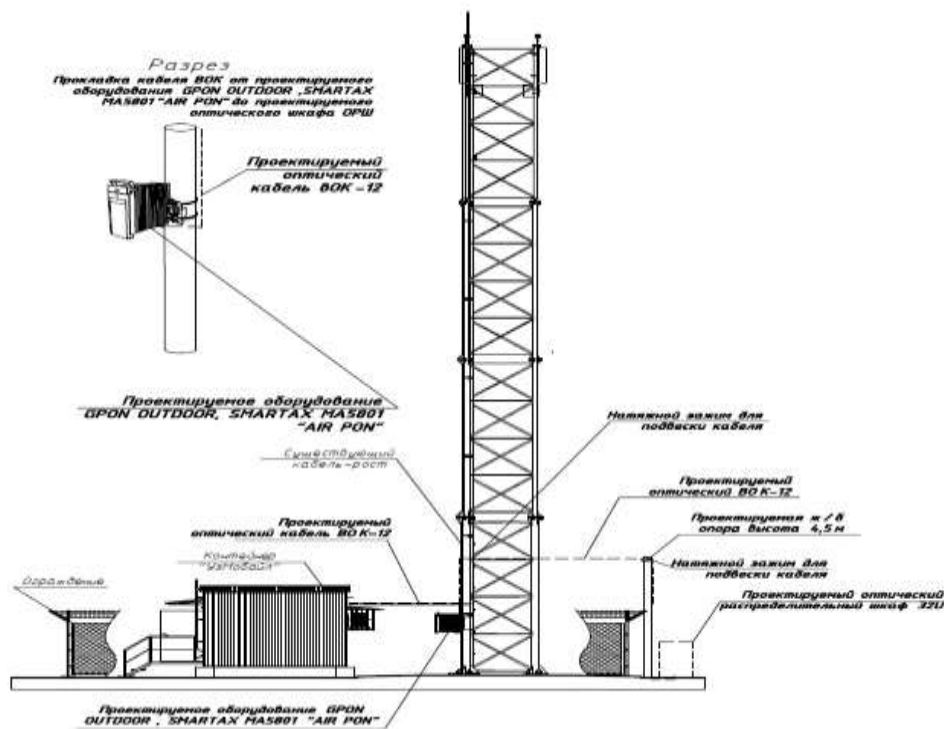 Разрез
Прокладка кабеля ВОК от проектируемого
оборудования GPON OUTDOOR ,SMARTAX
MA5801 "AIR PON" до проектируемого
оптического шкафа ОРШ
Проектируемый
оптический
кабель ВОК-12
Проектируемое оборудование
GPON OUTDOOR, SMARTAX MA5801
"AIR PON"
Натяжной зажим для
подвески кабеля
Существующий
кабель-рост
Проектируемый
оптический ВОК-12
Проектируемый
оптический кабель ВОК-12
Проектируемая ж/б
опора высота 4,5 м
Контейнер
"УзМобайл"
Натяжной зажим для
подвески кабеля
Ограждение
Проектируемый оптический
распределительный шкаф 32U
Проектируемое оборудование GPON
OUTDOOR , SMARTAX MA5801 "AIR PON"